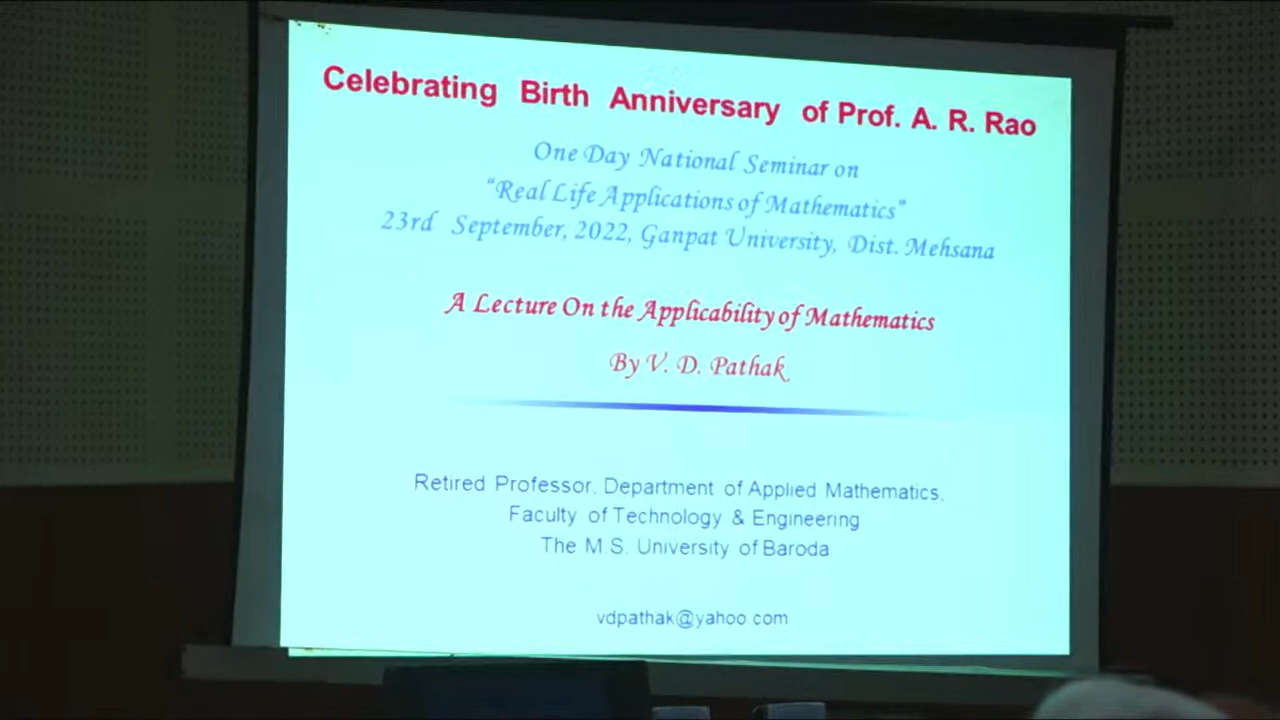 Celebrating Birth Anniversary of Prof. A. R. Rao
One Day National Seminar on
"Real Life Applications of Mathematics"
23rd September, 2022, Ganpat University, Dist. Mehsana
A Lecture On the Applicability of Mathematics
By V. D. Pathak
Retired Professor, Department of Applied Mathematics,
Faculty of Technology & Engineering
The M.S. University of Baroda
vdpathak@yahoo.com